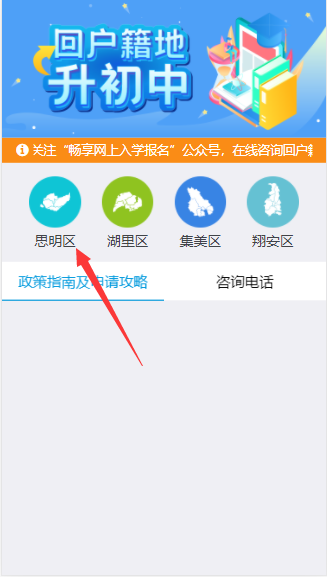 回户籍地
升初中
关注“畅享网上入学报名”公众号，在线咨询回户
思明区
湖里区
集美区
翔安区
政策指南及申请攻略
咨询电话